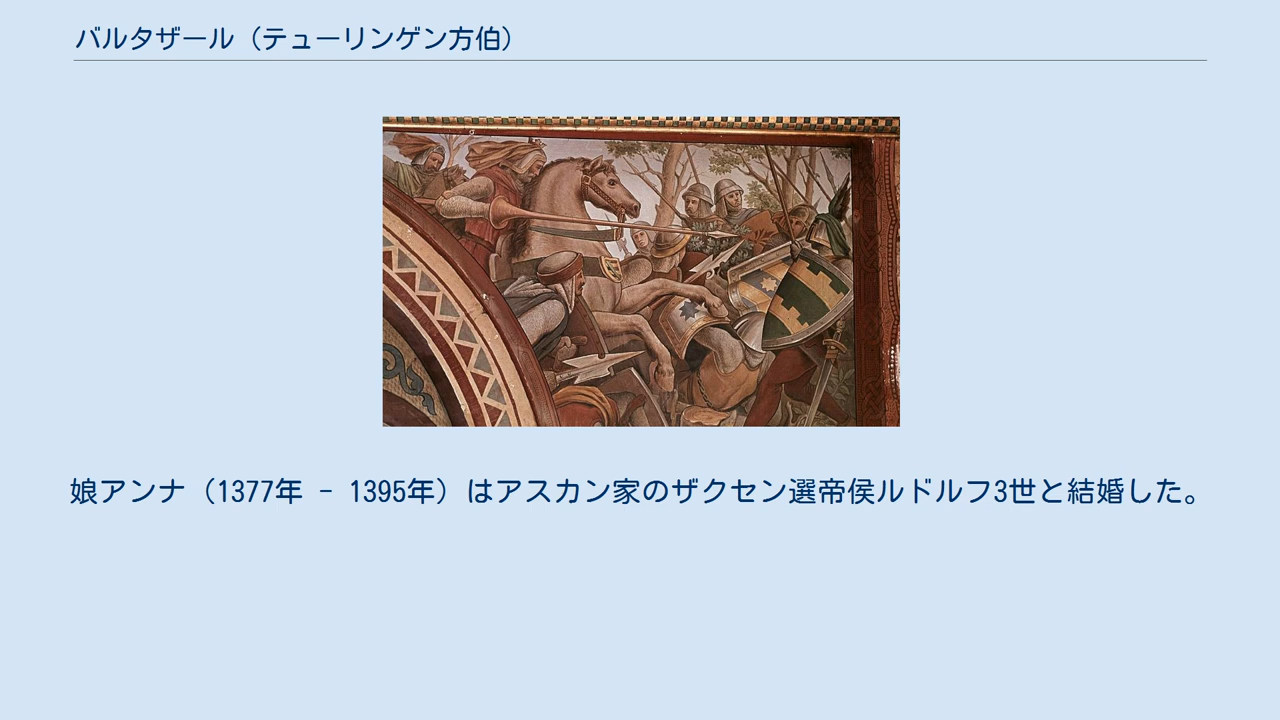 バルタザール（テューリンゲン方伯）
娘アンナ（1377年 - 1395年）はアスカン家のザクセン選帝侯ルドルフ3世と結婚した。